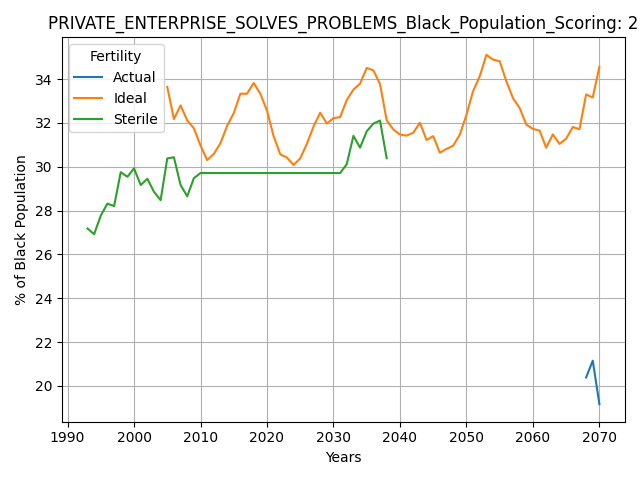 PRIVATE_ENTERPRISE_SOLVES_PROBLEMS_Black_Population_Scoring: 2
Fertility
Actual
Ideal
Sterile
% of Black Population
34
32
30
28
26
24
22
20
1990 2000 2010 2020 2030 2040 2050 2060 2070
Years